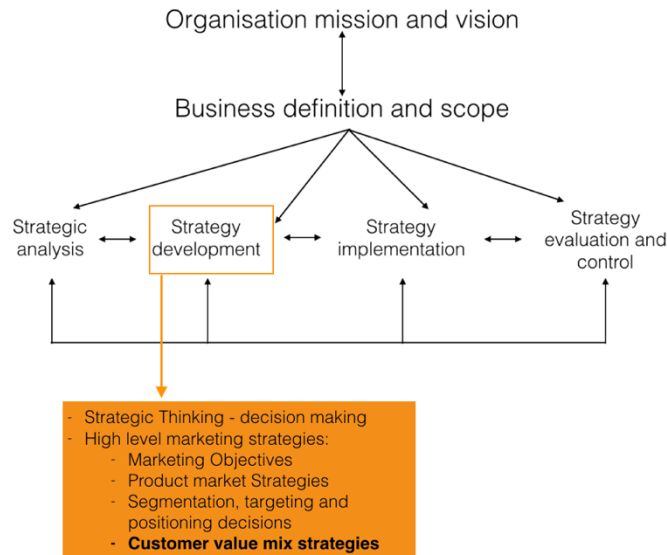 Organisation mission and vision
Business definition and scope
Strategic
analysis
Strategy
development
Strategy
implementation
Strategy
evaluation and
control
- Strategic Thinking - decision making
- High level marketing strategies:
- Marketing Objectives
- Product market Strategies
- Segmentation, targeting and
positioning decisions
- Customer value mix strategies